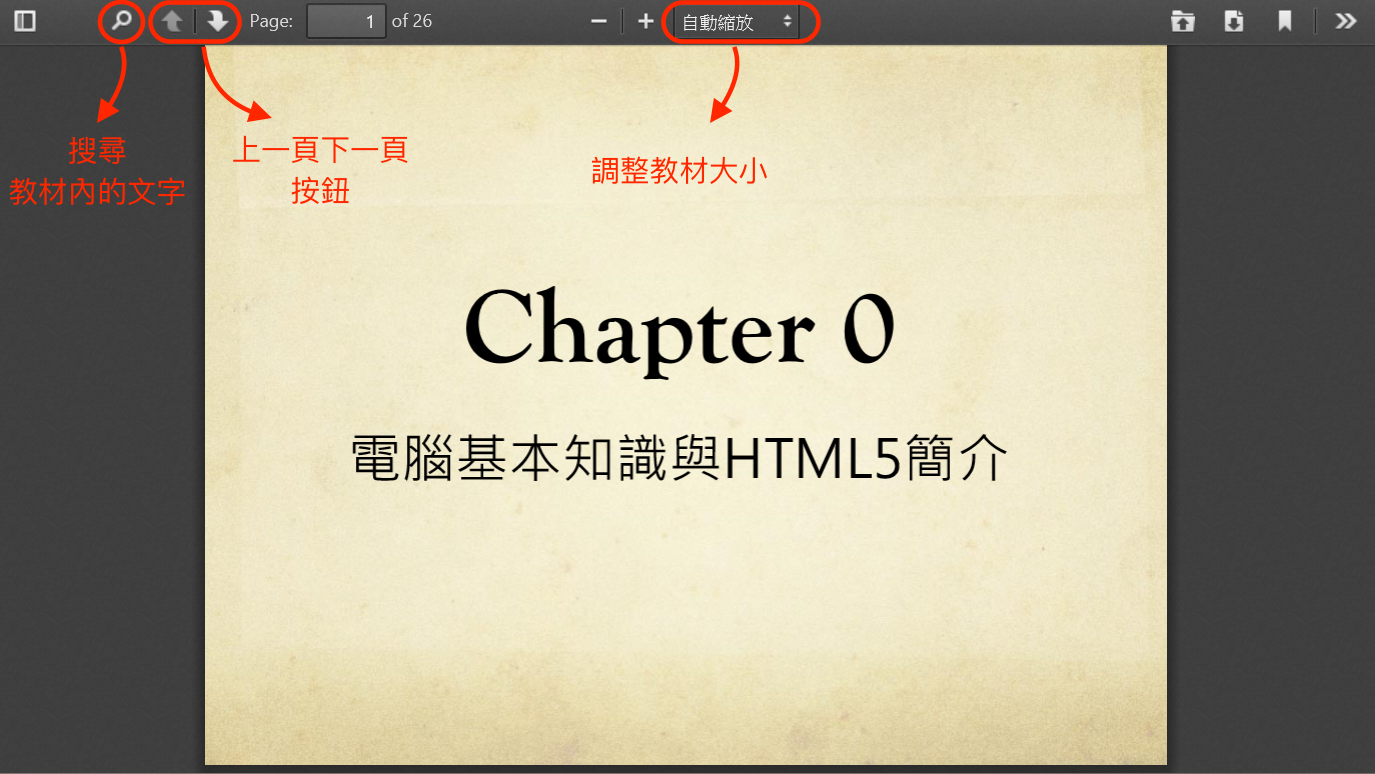 Page: 1 of 26 自動縮放
搜尋
教材內的文字
上一頁下一頁
按鈕
調整教材大小
Chapter 0
電腦基本知識與HTML5簡介